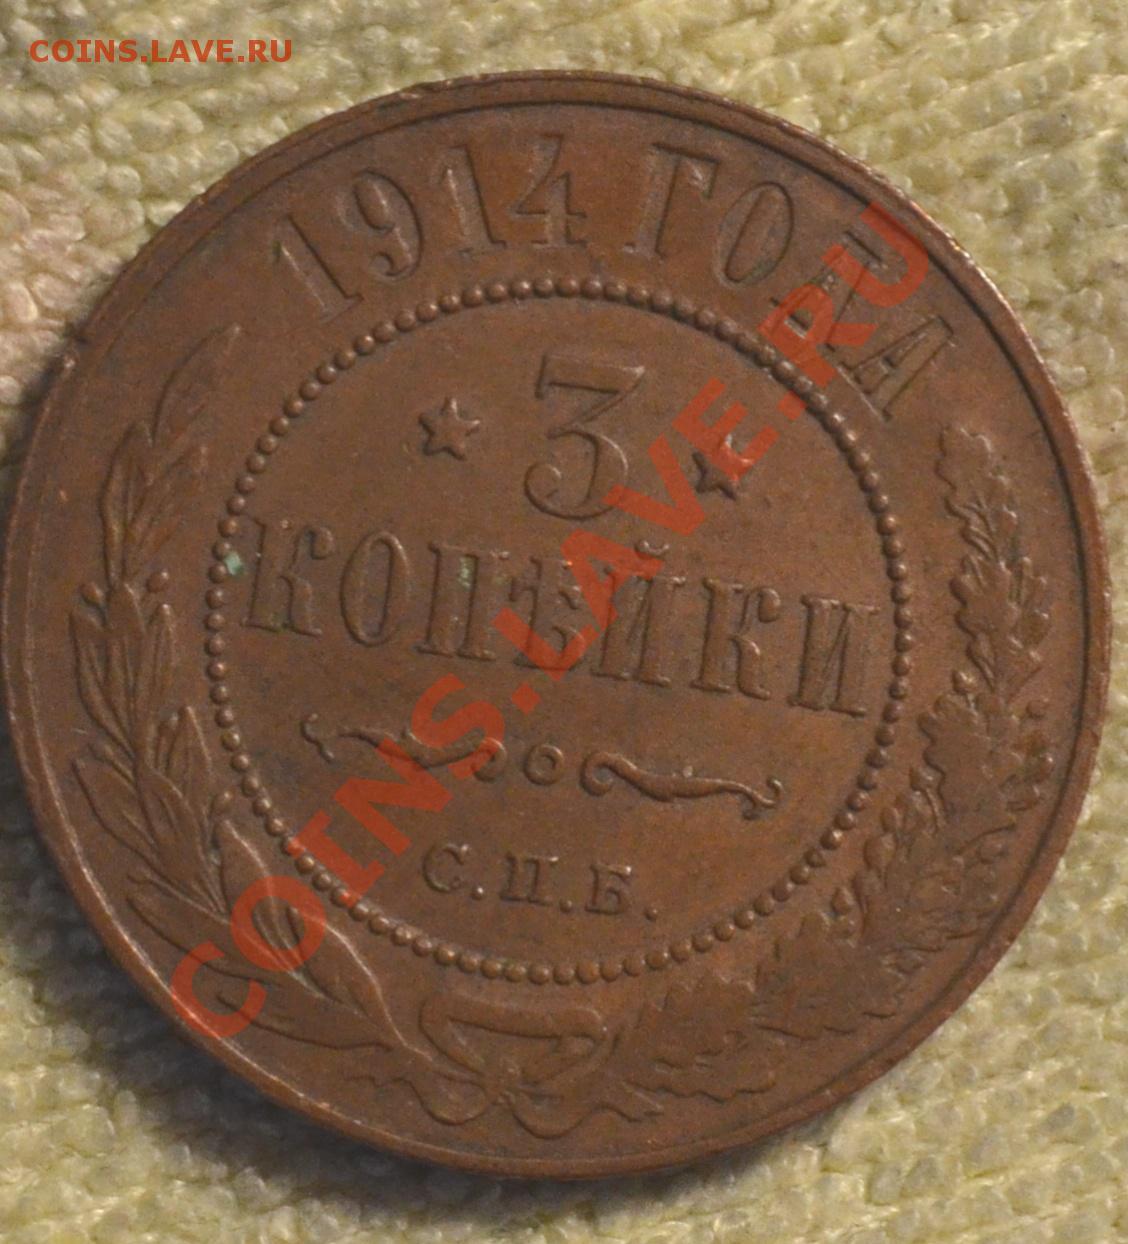 COINS.LAVE.RU
1914 ГОДА
3
КОПѢЙКИ
С.П.Б.
COINS.LAVE.RU